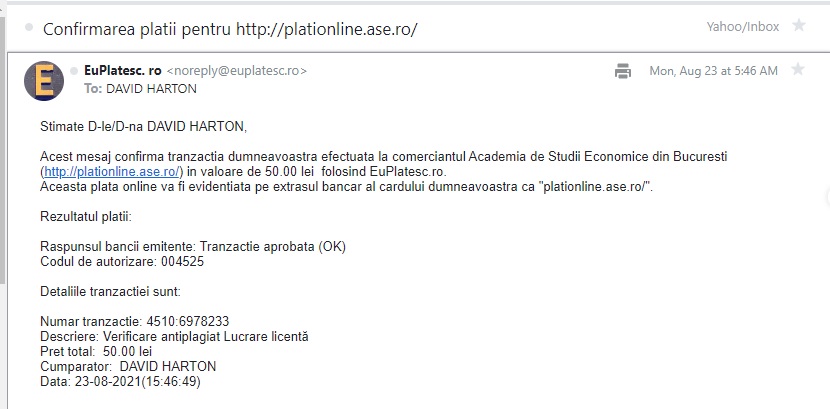 Confirmarea platii pentru http://plationline.ase.ro/
Yahoo/Inbox
E
EuPlatesc. ro <noreply@euplatesc.ro>
Mon, Aug 23 at 5:46 AM
To: DAVID HARTON
Stimate D-le/D-na DAVID HARTON,
Acest mesaj confirma tranzactia dumneavoastra efectuata la comerciantul Academia de Studii Economice din Bucuresti
(http://plationline.ase.ro/) in valoare de 50.00 lei folosind EuPlatesc.ro.
Aceasta plata online va fi evidentiata pe extrasul bancar al cardului dumneavoastra ca "plationline.ase.ro/".
Rezultatul platii:
Raspunsul bancii emitente: Tranzactie aprobata (OK)
Codul de autorizare: 004525
Detaliile tranzactiei sunt:
Numar tranzactie: 4510:6978233
Descriere: Verificare antiplagiat Lucrare licentă
Pret total: 50.00 lei
Cumparator: DAVID HARTON
Data: 23-08-2021(15:46:49)